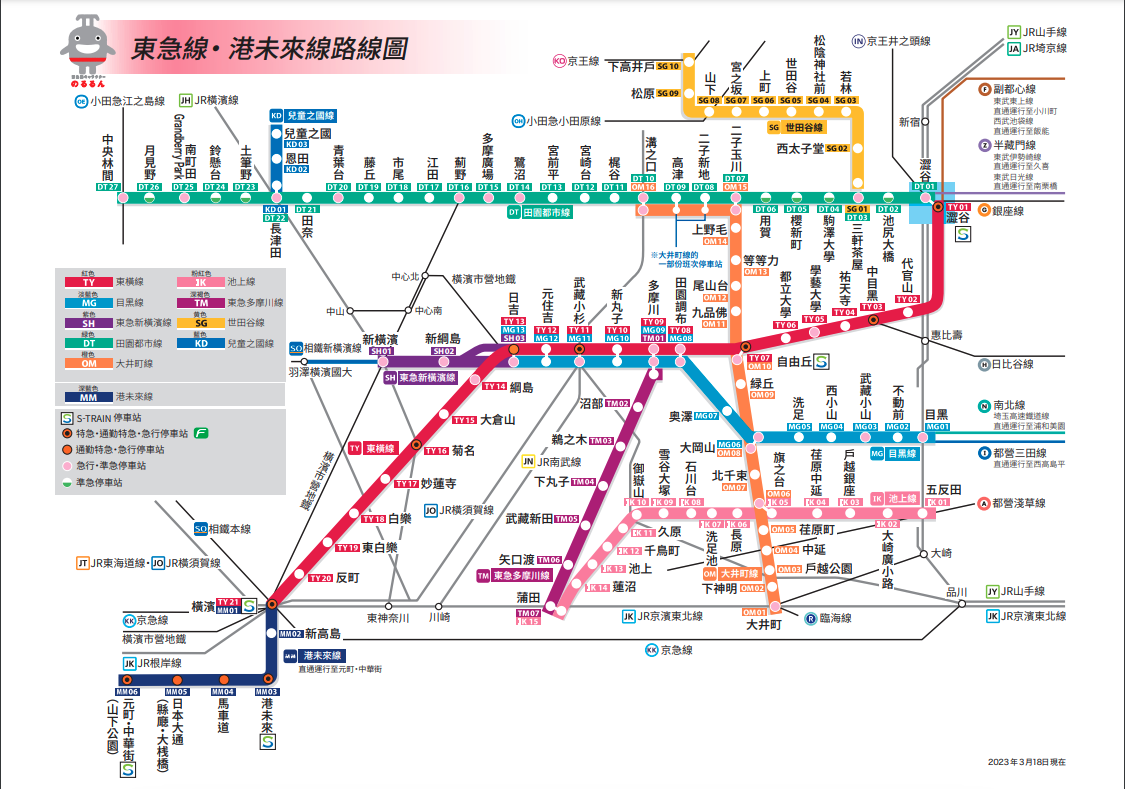 東急線・港未來線路線圖
のるるん
KO 京王線
IN 京王井之頭線
JY JR山手線
JA JR埼京線
OE 小田急江之島線
JH JR橫濱線
KD 兒童之國線
兒童之國
KD03
恩田
KD02
OH 小田急小田原線
下高井戶 SG10
松原 SG09
山下 SG08
宮之坂 SG07
上町 SG06
世田谷 SG05
松陰神社前 SG04
若林 SG03
SG 世田谷線
西太子堂 SG02
新宿
F 副都心線
東武東上線
直通運行至小川町
西武池袋線
直通運行至飯能
Z 半藏門線
東武伊勢崎線
直通運行至久喜
東武日光線
直通運行至南栗橋
G 銀座線
中央林間 DT27
月見野 DT26
南町田 Grandberry Park DT25
鈴懸台 DT24
土筆野 DT23
KD01
DT22
長津田
DT21
田奈
青葉台 DT20
藤丘 DT19
市尾 DT18
江田 DT17
薊野 DT16
多摩廣場 DT15
鷺沼 DT14
宮前平 DT13
宮崎台 DT12
梶谷 DT11
溝之口 DT10 OM16
高津 DT09
二子新地 DT08
二子玉川 DT07 OM15
DT 田園都市線
DT06 用賀
DT05 櫻新町
DT04 駒澤大學
SG01 DT03 三軒茶屋
DT02 池尻大橋
澀谷 DT01
TY01 澀谷
上野毛 OM14
※大井町線的
一部份班次停車站
等等力 OM13
尾山台 OM12
九品佛 OM11
紅色
TY 東橫線
粉紅色
IK 池上線
淡藍色
MG 目黑線
深紫色
TM 東急多摩川線
紫色
SH 東急新橫濱線
黃色
SG 世田谷線
綠色
DT 田園都市線
藍色
KD 兒童之國線
橙色
OM 大井町線
深藍色
MM 港未來線
S-TRAIN 停車站
特急・通勤特急・急行停車站 F
通勤特急・急行停車站
急行・準急停車站
準急停車站
中心北
橫濱市營地鐵
中山
中心南
SO 相鐵新橫濱線
羽澤橫濱國大
新橫濱 SH01
新綱島 SH02
SH 東急新橫濱線
日吉 TY13 MG13 SH03
元住吉 TY12 MG12
武藏小杉 TY11 MG11
新丸子 TY10 MG10
多摩川 TY09 MG09 TM01
田園調布 TY08 MG08
TY07
OM10
自由丘
都立大學 TY06
學藝大學 TY05
祐天寺 TY04
中目黑 TY03
代官山 TY02
惠比壽
H 日比谷線
綠丘 OM09
TY14 綱島
TY15 大倉山
TY 東橫線
TY16 菊名
TY17 妙蓮寺
TY18 白樂
TY19 東白樂
TY20 反町
橫濱 TY21 MM01
橫濱市營地鐵
JN JR南武線
JO JR橫須賀線
沼部 TM02
鵜之木 TM03
下丸子 TM04
武藏新田 TM05
矢口渡 TM06
TM 東急多摩川線
蒲田
TM07
IK15
奧澤 MG07
大岡山 MG06 OM08
洗足 MG05
西小山 MG04
武藏小山 MG03
不動前 MG02
目黑 MG01
MG 目黑線
N 南北線
埼玉高速鐵道線
直通運行至浦和美園
I 都營三田線
直通運行至西高島平
北千束 OM07
旗之台 OM06 IK05
荏原中延 IK04
戶越銀座 IK03
IK 池上線
IK02 大崎廣小路
五反田 IK01
A 都營淺草線
御嶽山 IK10
雪谷大塚 IK09
石川台 IK08
IK07 洗足池
IK06 長原
IK11 久原
IK12 千鳥町
IK13 池上
IK14 蓮沼
OM05 荏原町
OM04 中延
OM03 戶越公園
OM 大井町線
下神明 OM02
OM01
大井町
R 臨海線
大崎
品川
JY JR山手線
JK JR京濱東北線
JK JR京濱東北線
KK 京急線
SO 相鐵本線
JT JR東海道線・JO JR橫須賀線
KK 京急線
橫濱市營地鐵
JK JR根岸線
東神奈川
川崎
MM02 新高島
MM 港未來線
直通運行至元町・中華街
MM06 元町・中華街(山下公園)
MM05 日本大通(縣廳・大棧橋)
MM04 馬車道
MM03 港未來
2023年3月18日現在